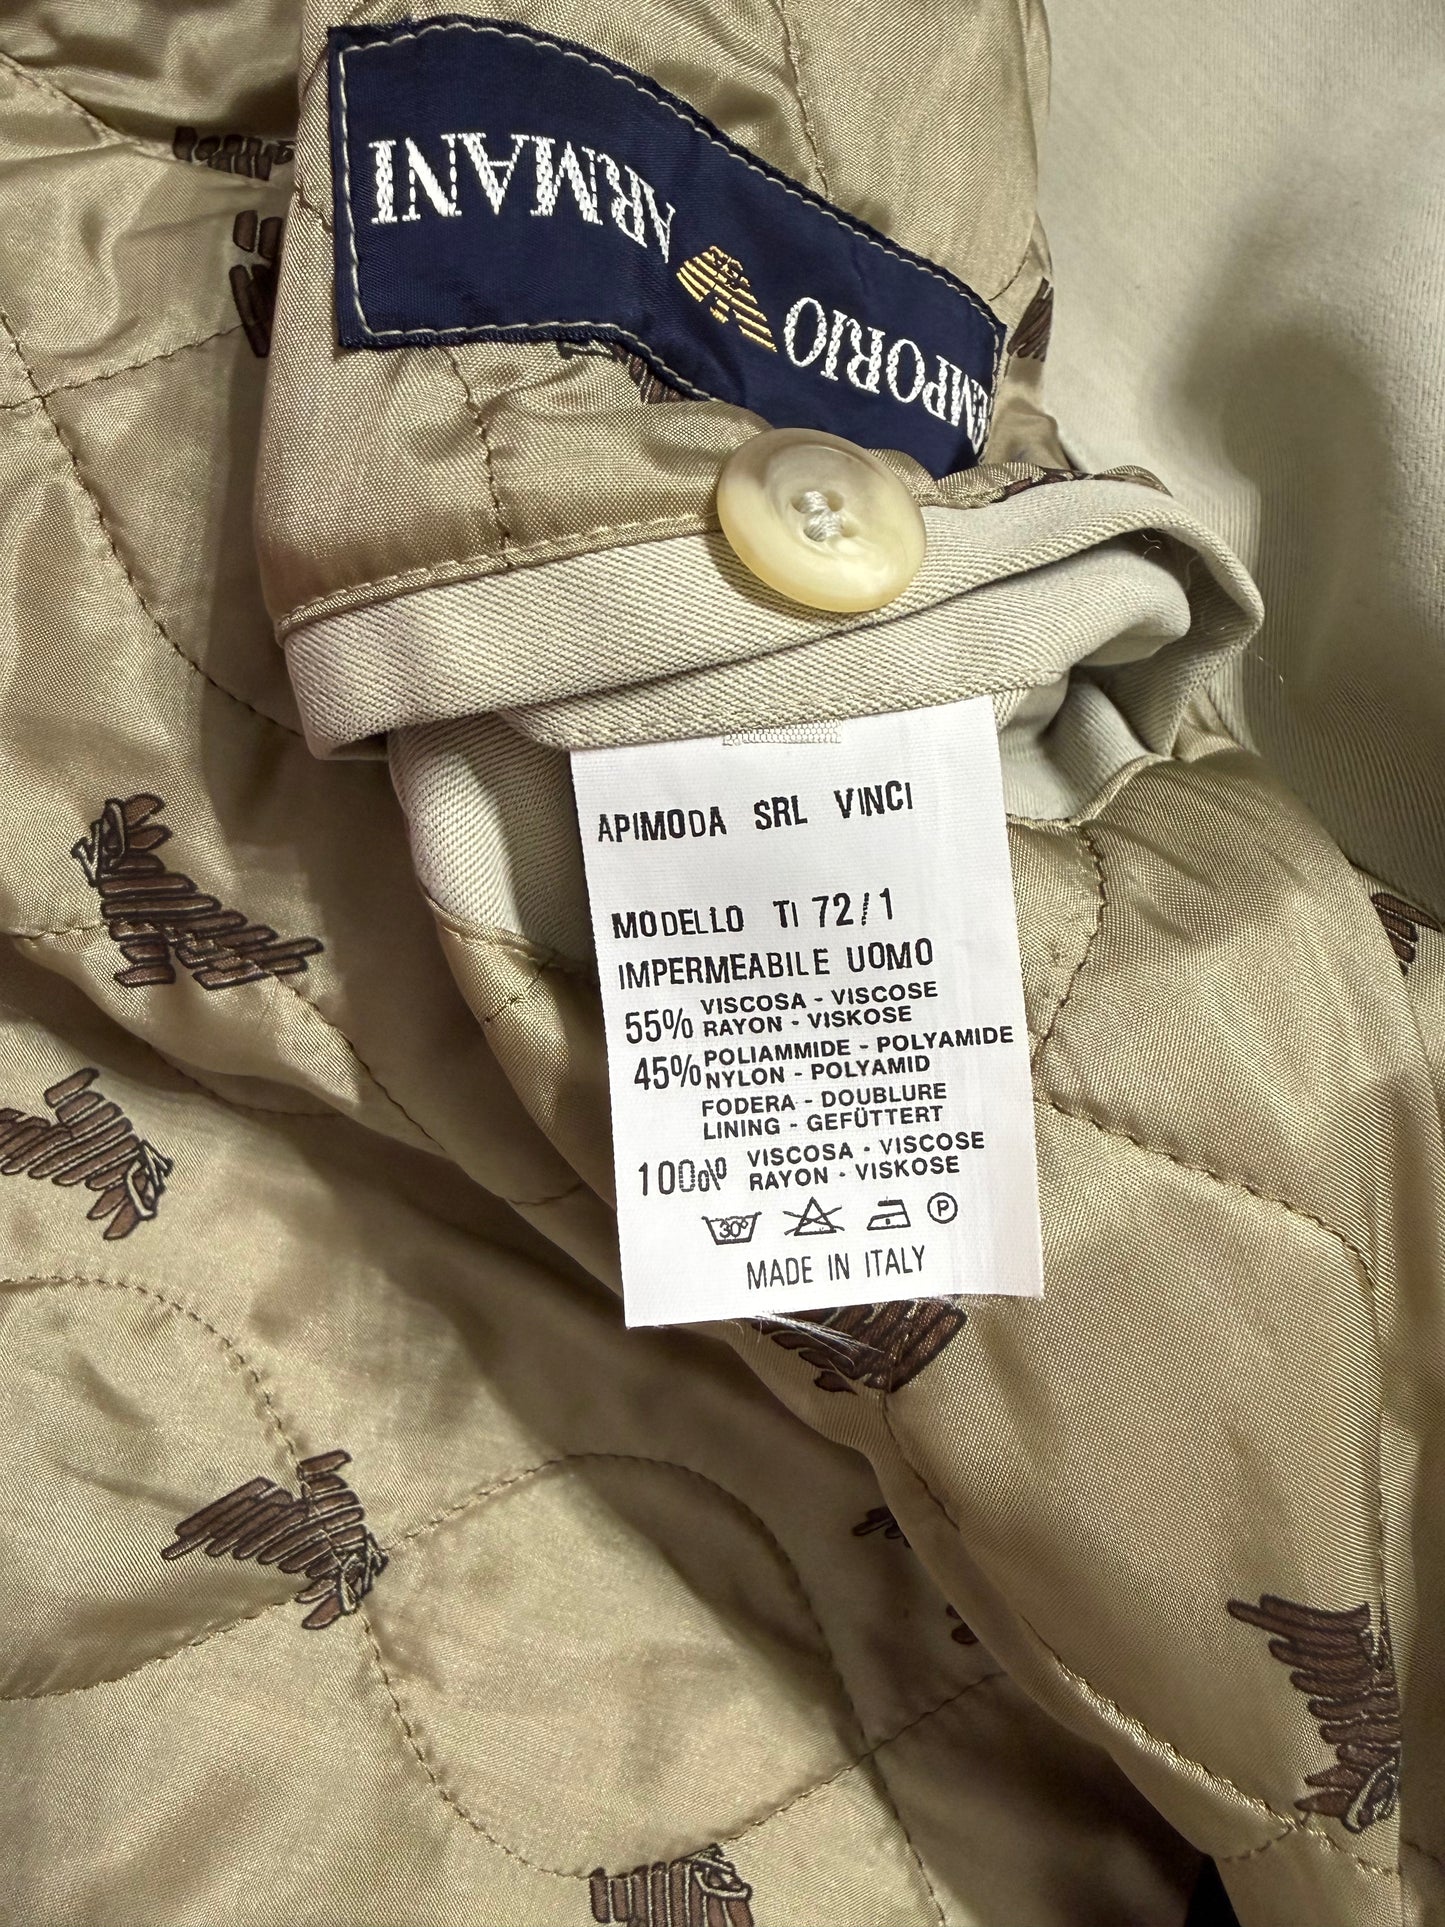 EMPORIO ARMANI
APIMODA SRL VINCI
MODELLO TI 72/1
IMPERMEABILE UOMO
55% VISCOSA - VISCOSE
RAYON - VISKOSE
45% POLIAMMIDE - POLYAMIDE
NYLON - POLYAMID
FODERA - DOUBLURE
LINING - GEFÜTTERT
100% VISCOSA - VISCOSE
RAYON - VISKOSE
30° P
MADE IN ITALY